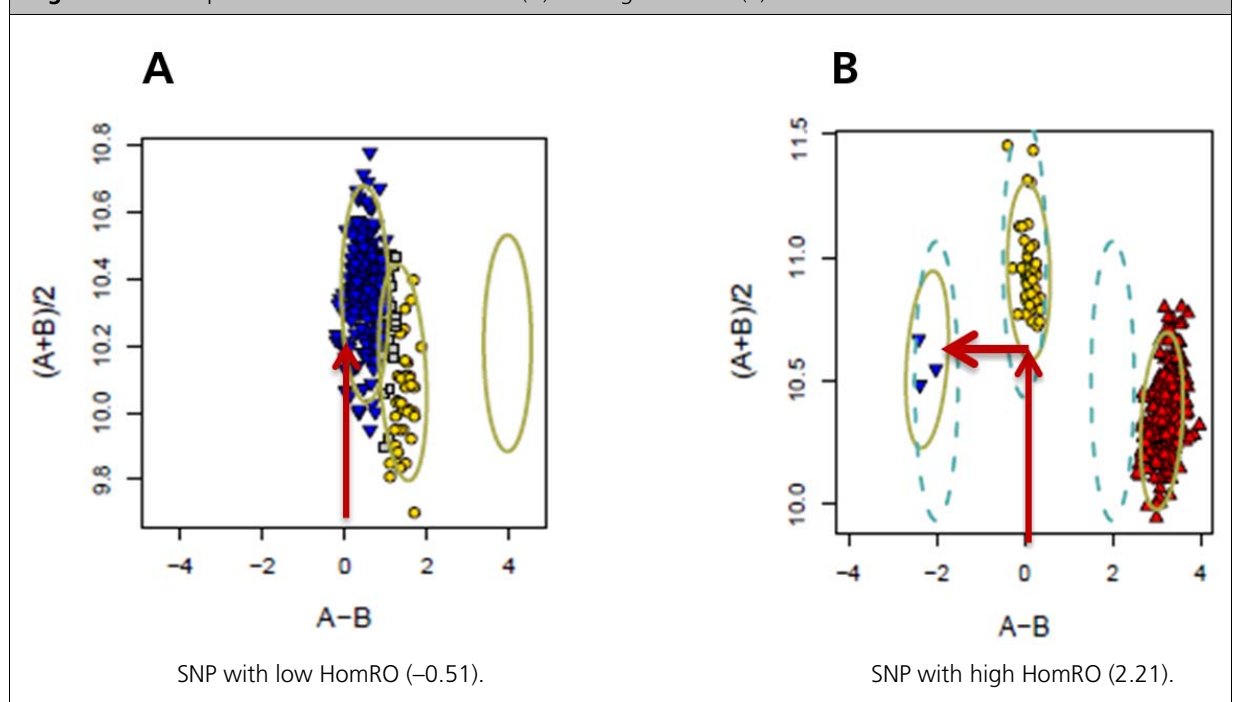 A
B
10.8
10.6
10.4
10.2
10.0
9.8
(A+B)/2
−4
−2
0
2
4
A−B
11.5
11.0
10.5
10.0
(A+B)/2
−4
−2
0
2
4
A−B
SNP with low HomRO (–0.51).
SNP with high HomRO (2.21).